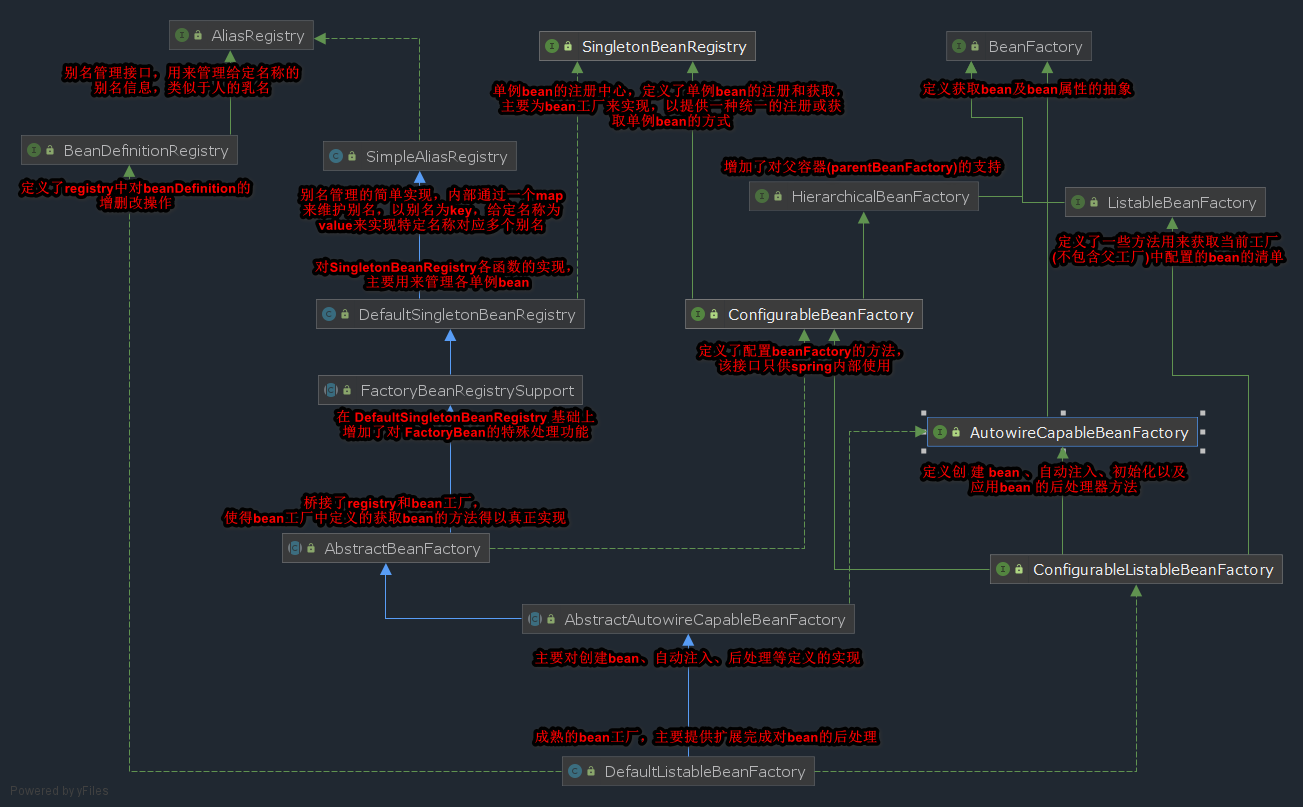 AliasRegistry
别名管理接口，用来管理给定名称的
别名信息，类似于人的乳名
SingletonBeanRegistry
单例bean的注册中心，定义了单例bean的注册和获取，
主要为bean工厂来实现，以提供一种统一的注册或获
取单例bean的方式
BeanFactory
定义获取bean及bean属性的抽象
BeanDefinitionRegistry
定义了registry中对beanDefinition的
增删改操作
SimpleAliasRegistry
别名管理的简单实现，内部通过一个map
来维护别名，以别名为key，给定名称为
value来实现特定名称对应多个别名
增加了对父容器(parentBeanFactory)的支持
HierarchicalBeanFactory
ListableBeanFactory
定义了一些方法用来获取当前工厂
(不包含父工厂)中配置的bean的清单
对SingletonBeanRegistry各函数的实现，
主要用来管理各单例bean
DefaultSingletonBeanRegistry
ConfigurableBeanFactory
定义了配置beanFactory的方法，
该接口只供spring内部使用
FactoryBeanRegistrySupport
在 DefaultSingletonBeanRegistry 基础上
增加了对 FactoryBean的特殊处理功能
AutowireCapableBeanFactory
定义创 建 bean 、自动注入、初始化以及
应用bean 的后处理器方法
桥接了registry和bean工厂，
使得bean工厂中定义的获取bean的方法得以真正实现
AbstractBeanFactory
ConfigurableListableBeanFactory
AbstractAutowireCapableBeanFactory
主要对创建bean、自动注入、后处理等定义的实现
成熟的bean工厂，主要提供扩展完成对bean的后处理
DefaultListableBeanFactory
Powered by yFiles